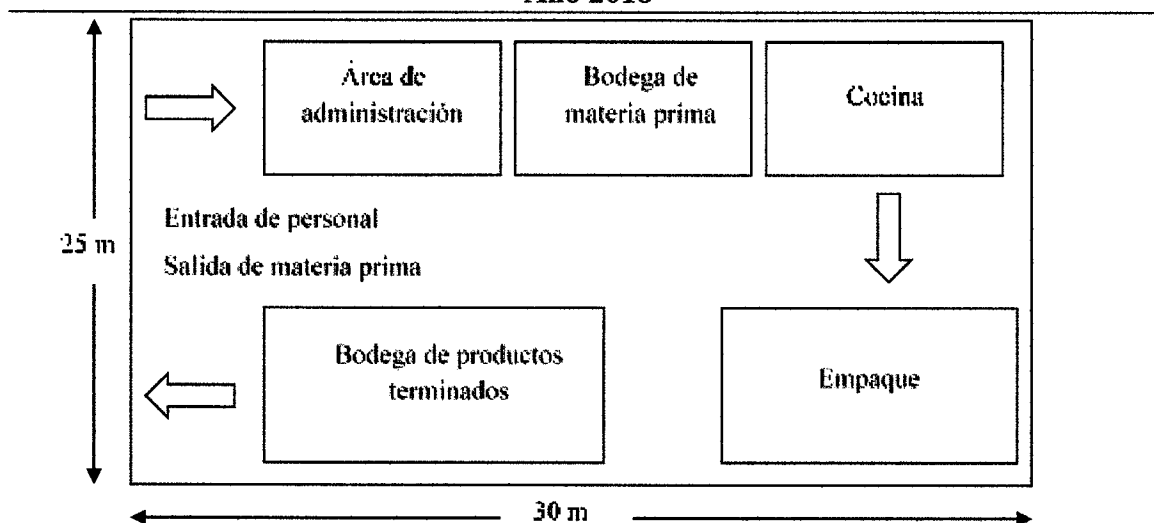 Área de
administración
Bodega de
materia prima
Cocina
Entrada de personal
25 m
Salida de materia prima
Bodega de productos
terminados
Empaque
30 m